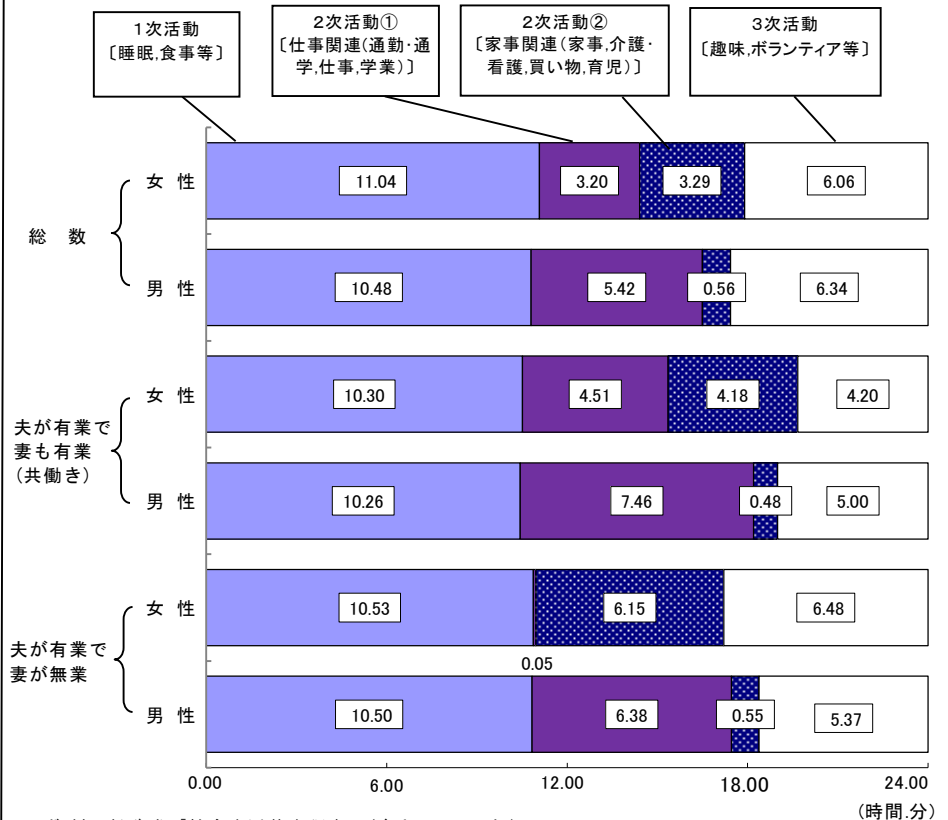 1次活動
〔睡眠,食事等〕
2次活動①
〔仕事関連(通勤・通
学,仕事,学業)〕
2次活動②
〔家事関連(家事,介護・
看護,買い物,育児)〕
3次活動
〔趣味,ボランティア等〕
総 数
女 性
11.04
3.20
3.29
6.06
男 性
10.48
5.42
0.56
6.34
夫が有業で
妻も有業
(共働き)
女 性
10.30
4.51
4.18
4.20
男 性
10.26
7.46
0.48
5.00
夫が有業で
妻が無業
女 性
10.53
0.05
6.15
6.48
男 性
10.50
6.38
0.55
5.37
0.00
6.00
12.00
18.00
24.00
(時間.分)